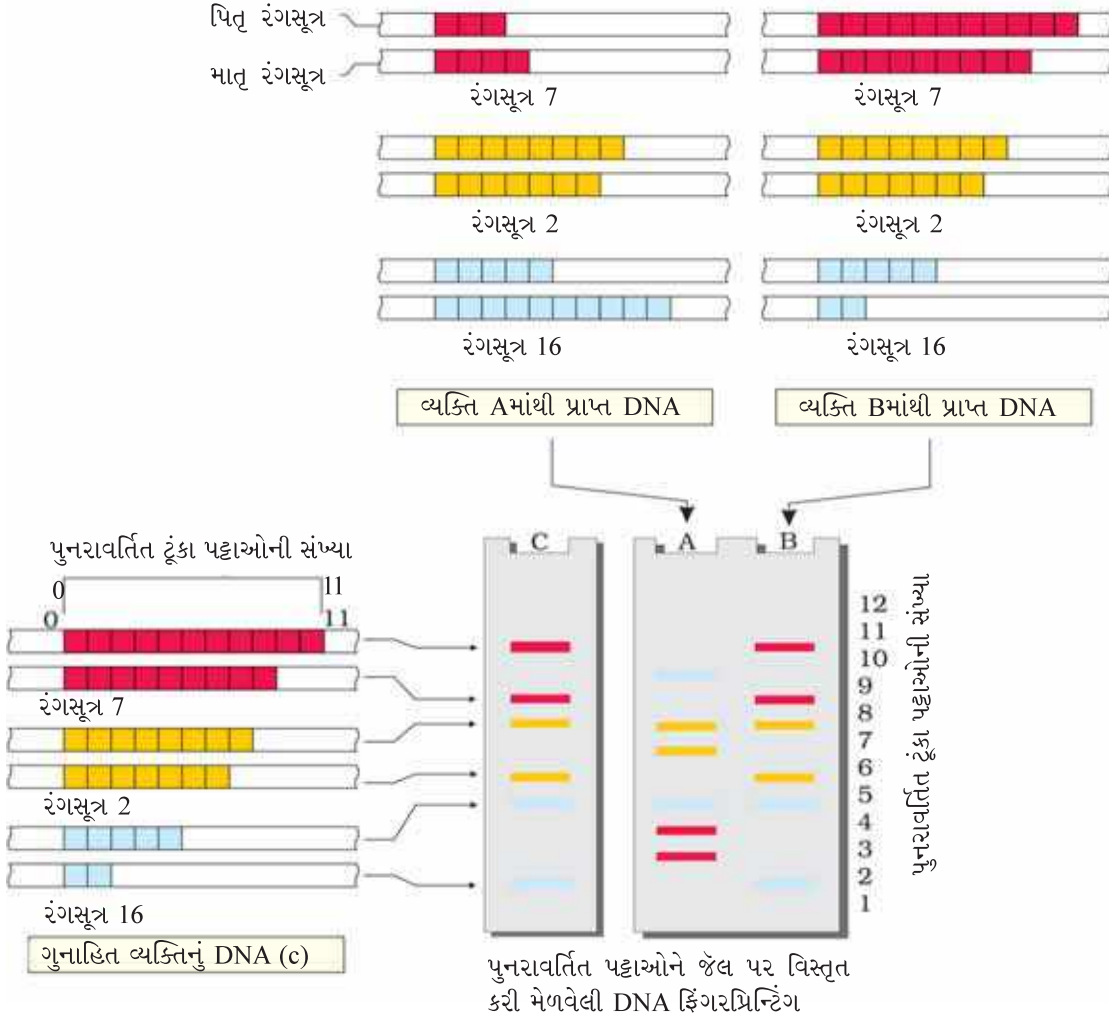 પિતૃ રંગસૂત્ર
માતૃ રંગસૂત્ર
રંગસૂત્ર 7
રંગસૂત્ર 7
રંગસૂત્ર 2
રંગસૂત્ર 2
રંગસૂત્ર 16
રંગસૂત્ર 16
વ્યક્તિ Aમાંથી પ્રાપ્ત DNA
વ્યક્તિ Bમાંથી પ્રાપ્ત DNA
પુનરાવર્તિત ટૂંકા પટ્ટાઓની સંખ્યા
0
11
0
11
રંગસૂત્ર 7
રંગસૂત્ર 2
રંગસૂત્ર 16
ગુનાહિત વ્યક્તિનું DNA (c)
C
A
B
12
11
10
9
8
7
6
5
4
3
2
1
પુનરાવર્તિત ટૂંકા પટ્ટાઓની સંખ્યા
પુનરાવર્તિત પટ્ટાઓને જૅલ પર વિસ્તૃત
કરી મેળવેલી DNA ફિંગરપ્રિન્ટિંગ